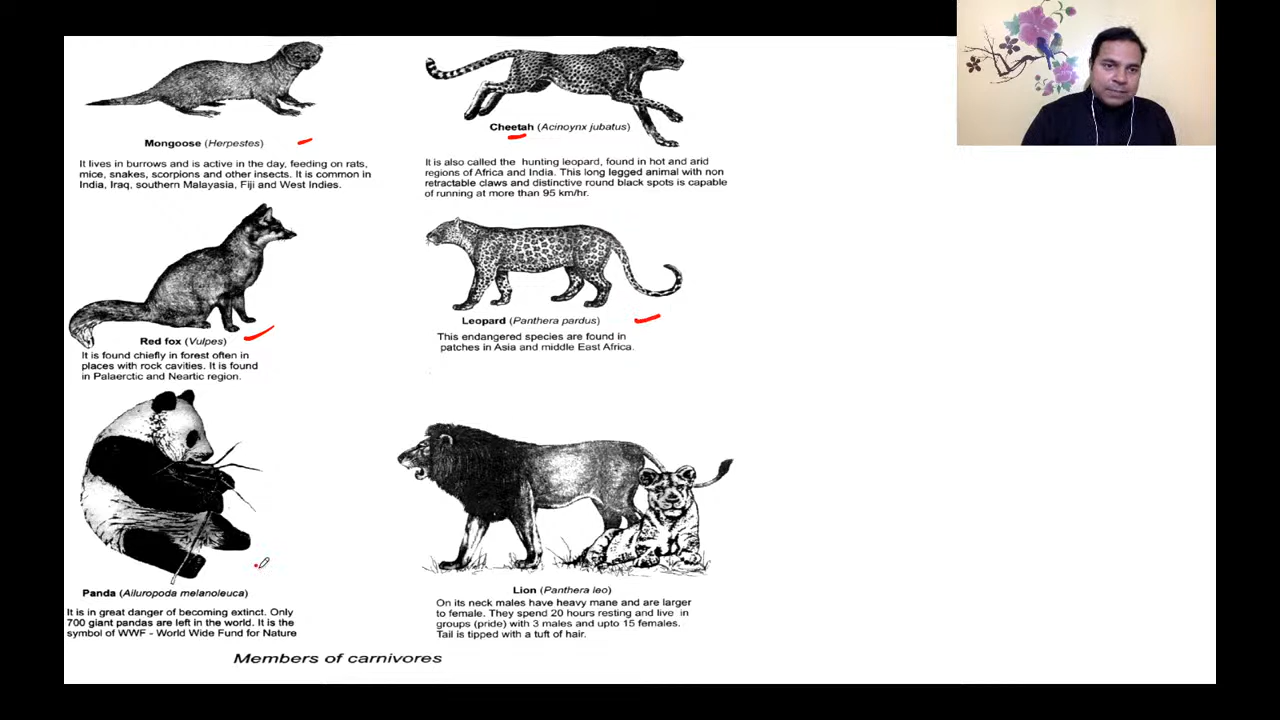 Mongoose (Herpestes)
It lives in burrows and is active in the day, feeding on rats,
mice, snakes, scorpions and other insects. It is common in
India, Iraq, southern Malayasia, Fiji and West Indies.
Cheetah (Acinoynx jubatus)
It is also called the hunting leopard, found in hot and arid
regions of Africa and India. This long legged animal with non
retractable claws and distinctive round black spots is capable
of running at more than 95 km/hr.
Red fox (Vulpes)
It is found chiefly in forest often in
places with rock cavities. It is found
in Palaerctic and Neartic region.
Leopard (Panthera pardus)
This endangered species are found in
patches in Asia and middle East Africa.
Panda (Ailuropoda melanoleuca)
It is in great danger of becoming extinct. Only
700 giant pandas are left in the world. It is the
symbol of WWF - World Wide Fund for Nature
Lion (Panthera leo)
On its neck males have heavy mane and are larger
to female. They spend 20 hours resting and live in
groups (pride) with 3 males and upto 15 females.
Tail is tipped with a tuft of hair.
Members of carnivores